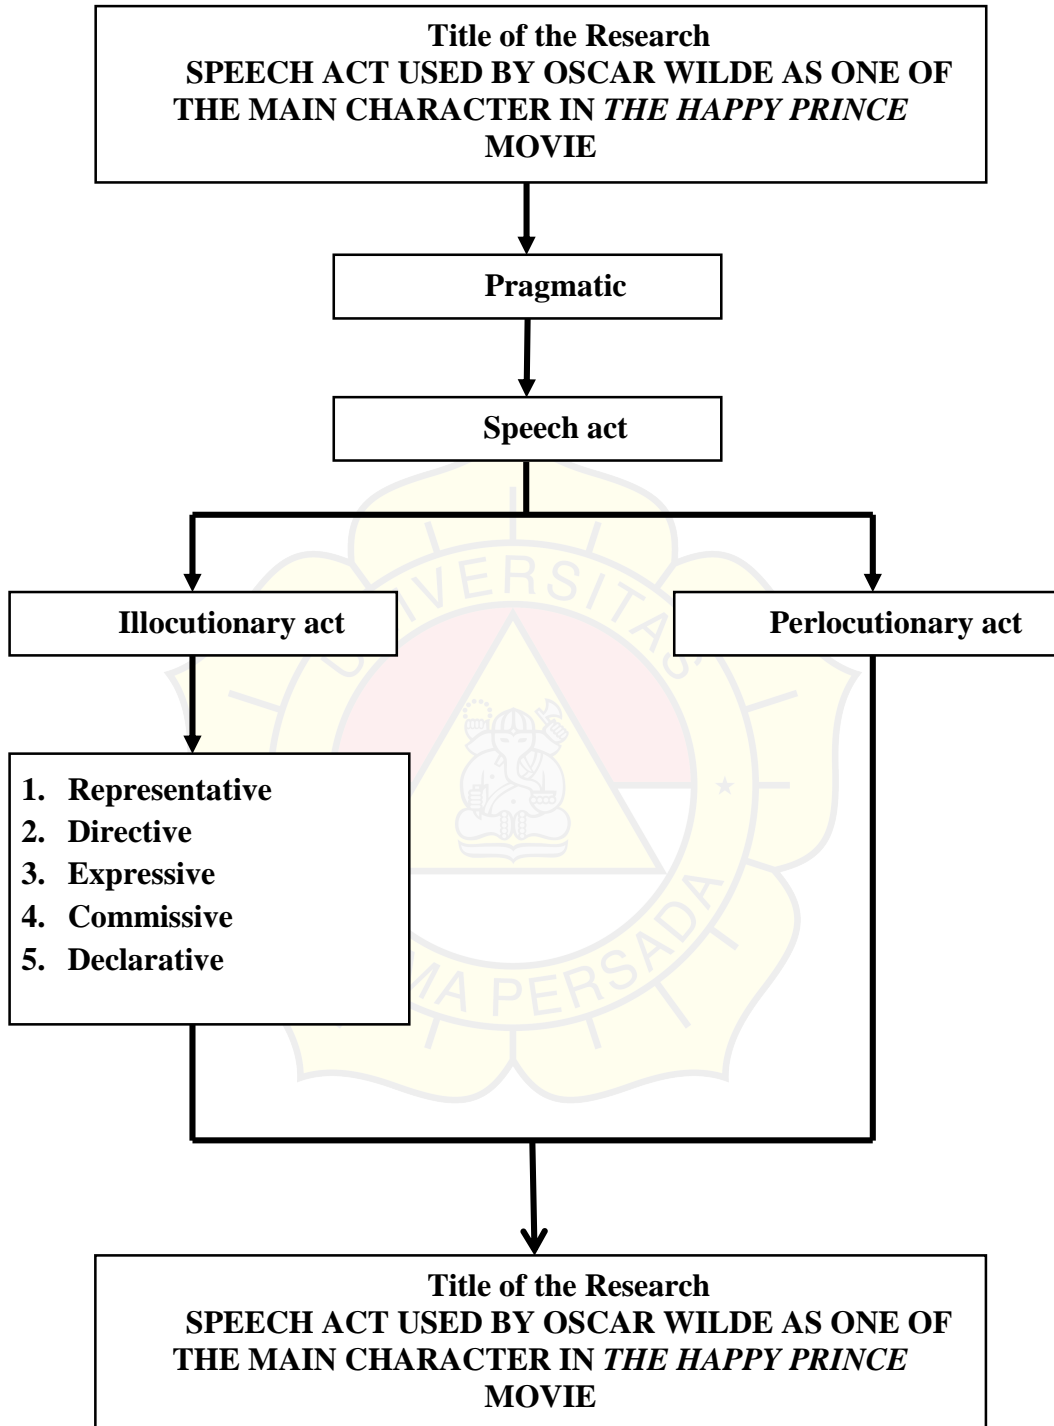 Title of the Research
SPEECH ACT USED BY OSCAR WILDE AS ONE OF
THE MAIN CHARACTER IN THE HAPPY PRINCE
MOVIE
Pragmatic
Speech act
Illocutionary act
Perlocutionary act
UNIVERSITAS
1. Representative
2. Directive
3. Expressive
4. Commissive
5. Declarative
MA PERSADA
Title of the Research
SPEECH ACT USED BY OSCAR WILDE AS ONE OF
THE MAIN CHARACTER IN THE HAPPY PRINCE
MOVIE